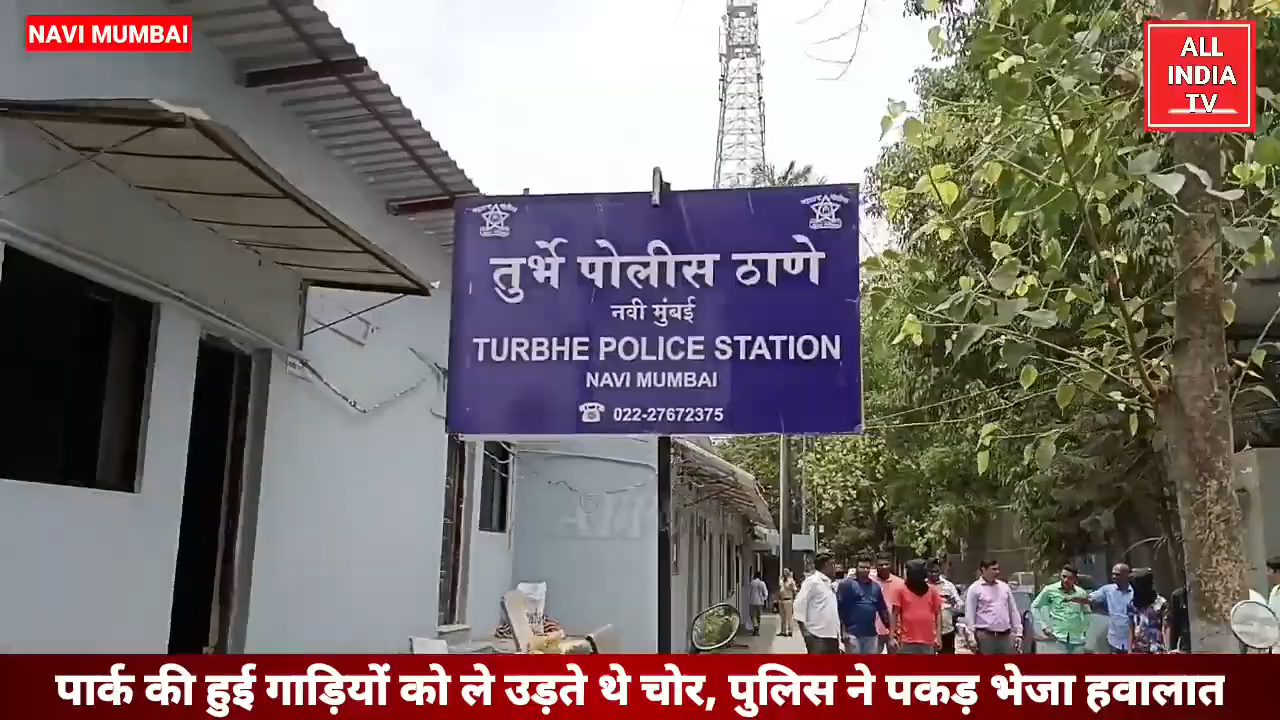 NAVI MUMBAI
ALL
INDIA
TV
तुर्भे पोलीस ठाणे
नवी मुंबई
TURBHE POLICE STATION
NAVI MUMBAI
022-27672375
पार्क की हुई गाड़ियों को ले उड़ते थे चोर, पुलिस ने पकड़ भेजा हवालात